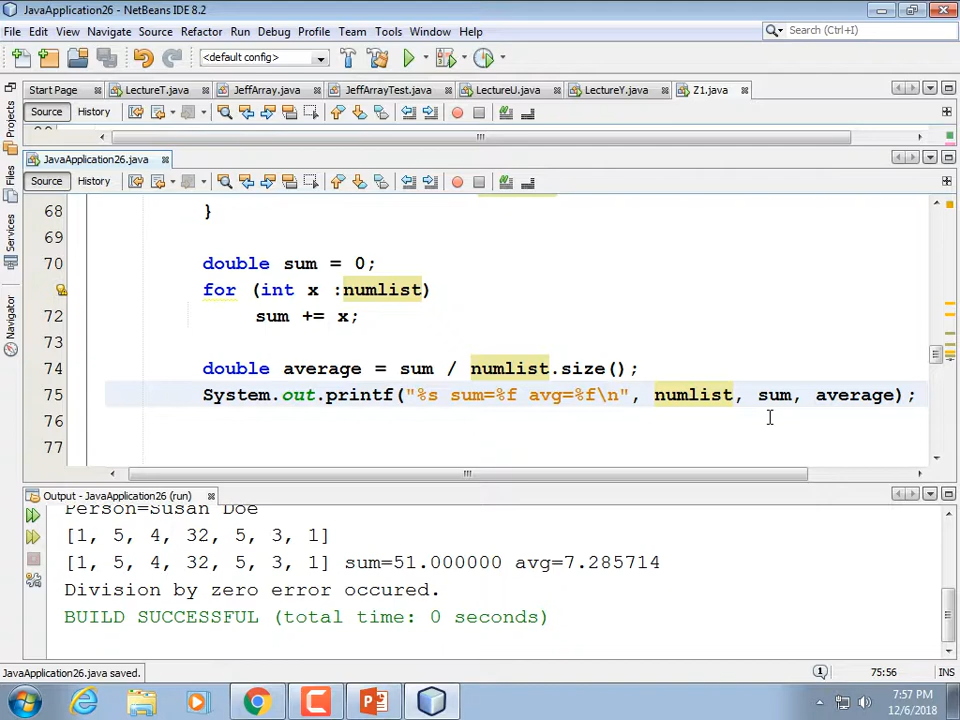 JavaApplication26 - NetBeans IDE 8.2
File Edit View Navigate Source Refactor Run Debug Profile Team Tools Window Help
Search (Ctrl+I)
<default config>
Start Page LectureT.java JeffArray.java JeffArrayTest.java LectureU.java LectureY.java Z1.java
Source History
JavaApplication26.java
Source History
Projects
Files
Services
Navigator
68 }
69
70 double sum = 0;
for (int x :numlist)
72 sum += x;
73
74 double average = sum / numlist.size();
75 System.out.printf("%s sum=%f avg=%f\n", numlist, sum, average);
76
77
Output - JavaApplication26 (run)
Person=Susan Doe
[1, 5, 4, 32, 5, 3, 1]
[1, 5, 4, 32, 5, 3, 1] sum=51.000000 avg=7.285714
Division by zero error occured.
BUILD SUCCESSFUL (total time: 0 seconds)
JavaApplication26.java saved.
1
75:56
INS
7:57 PM
12/6/2018